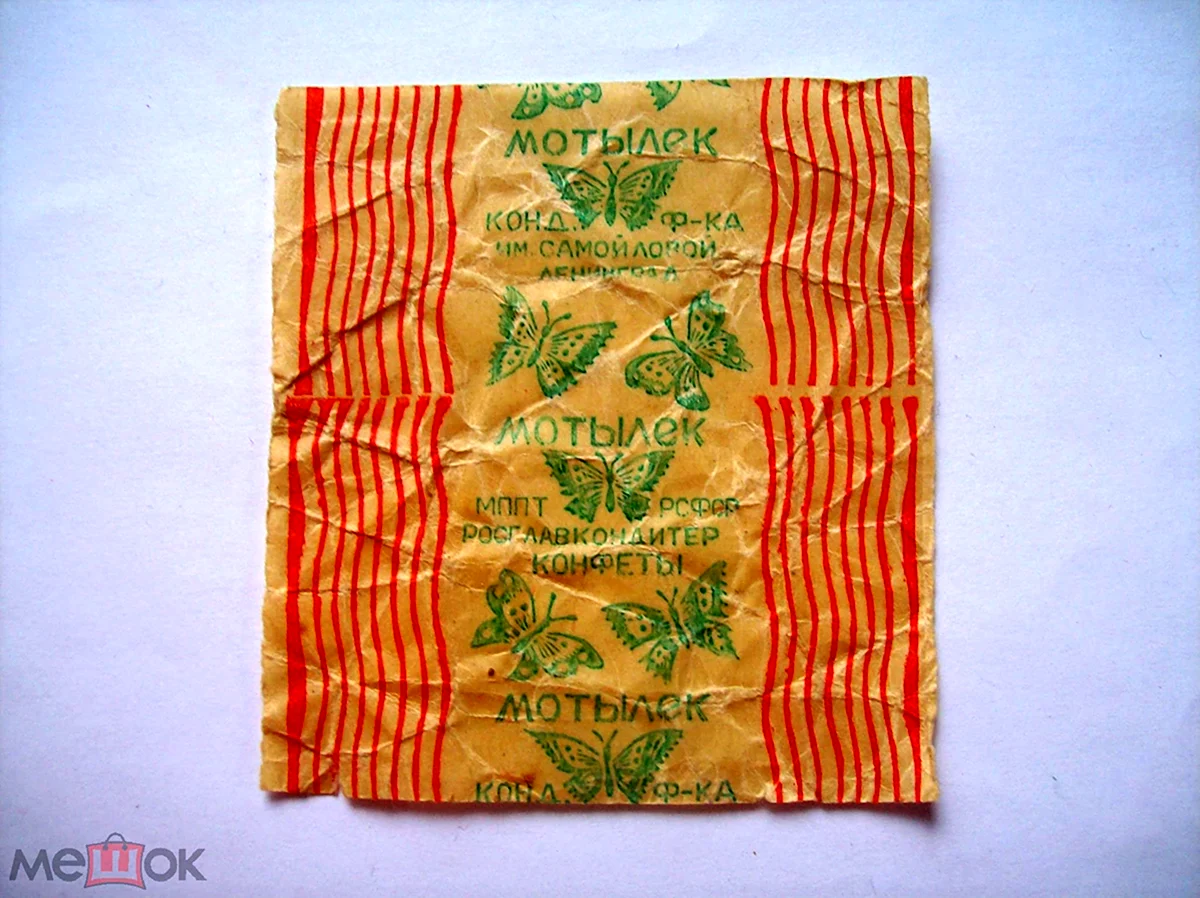 МОТЫЛЕК
КОНД. Ф-КА
ИМ. САМОЙЛОВОЙ
ЛЕНИНГРАД
МОТЫЛЕК
МППТ РСФСР
РОСГЛАВКОНДИТЕР
КОНФЕТЫ
МОТЫЛЕК
КОНД. Ф-КА
мешок